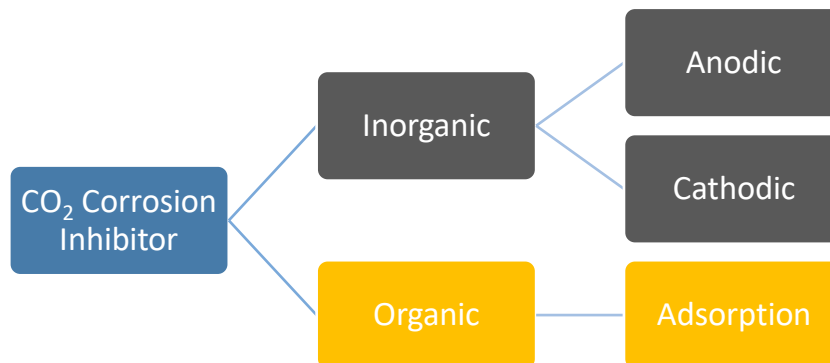 Anodic
Inorganic
Cathodic
CO₂ Corrosion
Inhibitor
Organic
Adsorption